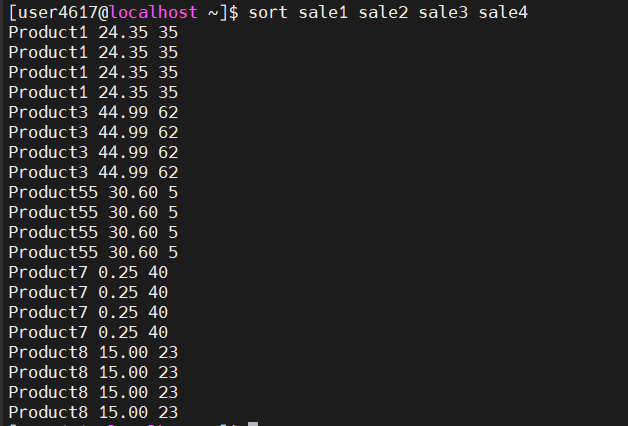 [user4617@localhost ~]$ sort sale1 sale2 sale3 sale4
Product1 24.35 35
Product1 24.35 35
Product1 24.35 35
Product1 24.35 35
Product3 44.99 62
Product3 44.99 62
Product3 44.99 62
Product3 44.99 62
Product55 30.60 5
Product55 30.60 5
Product55 30.60 5
Product55 30.60 5
Product7 0.25 40
Product7 0.25 40
Product7 0.25 40
Product7 0.25 40
Product8 15.00 23
Product8 15.00 23
Product8 15.00 23
Product8 15.00 23